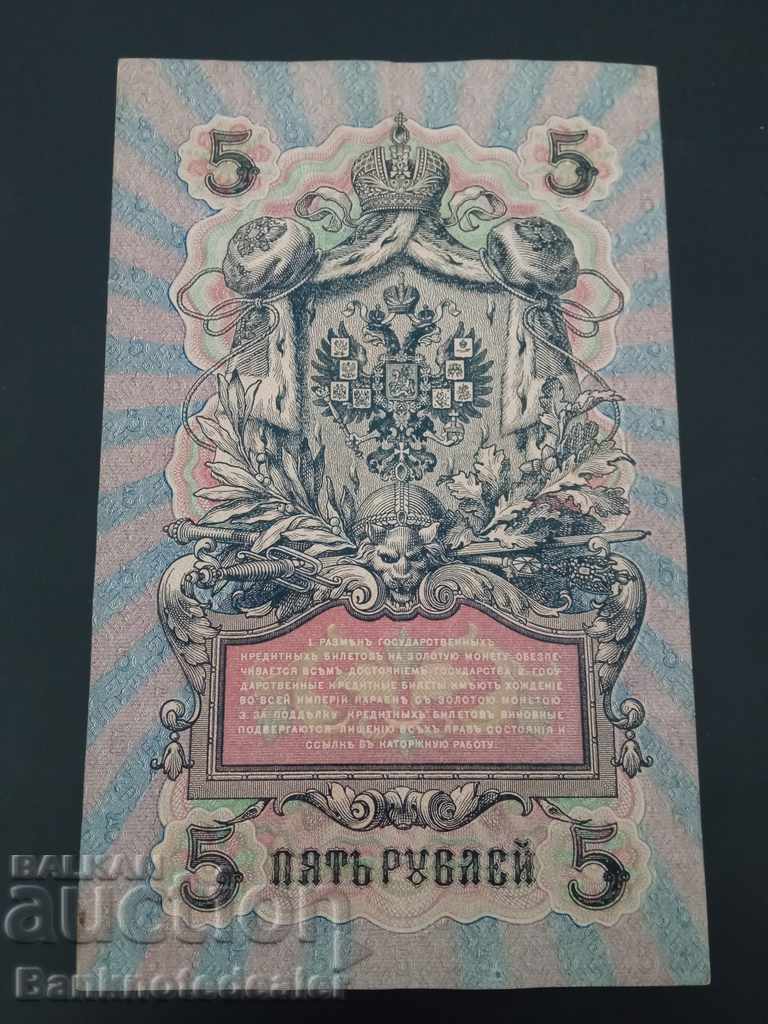 5 5
1. РАЗМѢНЪ ГОСУДАРСТВЕННЫХЪ
КРЕДИТНЫХЪ БИЛЕТОВЪ НА ЗОЛОТУЮ МОНЕТУ ОБЕЗПЕ-
ЧИВАЕТСЯ ВСѢМЪ ДОСТОЯНІЕМЪ ГОСУДАРСТВА 2. ГОСУ-
ДАРСТВЕННЫЕ КРЕДИТНЫЕ БИЛЕТЫ ИМѢЮТЪ ХОЖДЕНІЕ
ВО ВСЕЙ ИМПЕРІИ НАРАВНѢ СЪ ЗОЛОТОЮ МОНЕТОЮ
3. ЗА ПОДДѢЛКУ КРЕДИТНЫХЪ БИЛЕТОВЪ ВИНОВНЫЕ
ПОДВЕРГАЮТСЯ ЛИШЕНІЮ ВСѢХЪ ПРАВЪ СОСТОЯНІЯ И
ССЫЛКѢ ВЪ КАТОРЖНУЮ РАБОТУ.
5 ПЯТЬ РУБЛЕЙ 5
BALKAN
auction
Banknotedealer